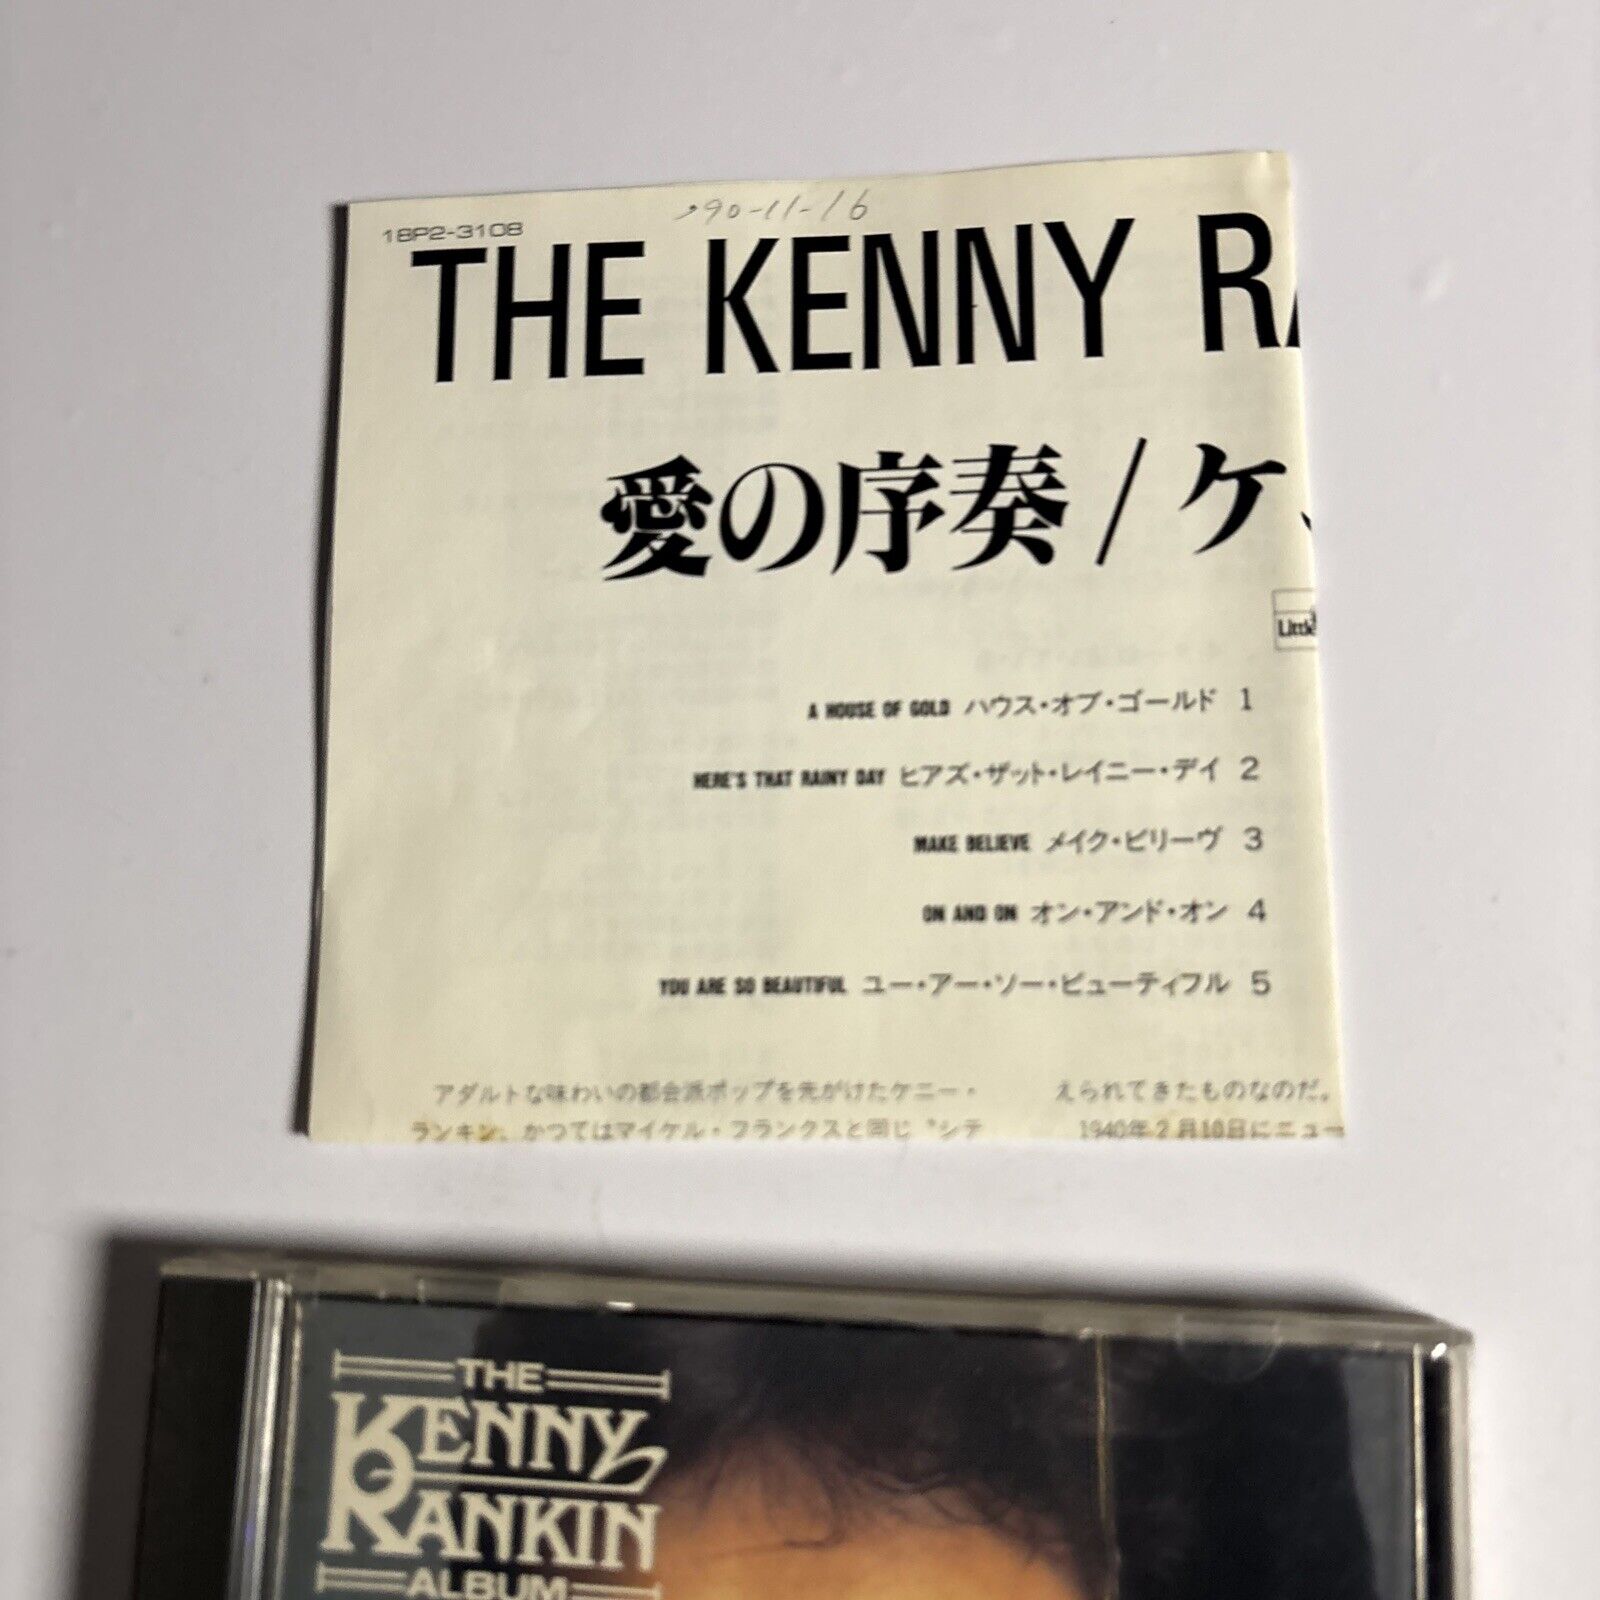 '90-11-16
18P2-3108
THE KENNY RA
愛の序奏/ケ
Little
A HOUSE OF GOLD ハウス・オブ・ゴールド 1
HERE'S THAT RAINY DAY ヒアズ・ザット・レイニー・デイ 2
MAKE BELIEVE メイク・ビリーヴ 3
ON AND ON オン・アンド・オン 4
YOU ARE SO BEAUTIFUL ユー・アー・ソー・ビューティフル 5
アダルトな味わいの都会派ポップを先がけたケニー・
ランキン、かつてはマイケル・フランクスと同じ〝シテ
えられてきたものなのだ。
1940年2月10日にニュー
THE
KENNY
RANKIN
ALBUM